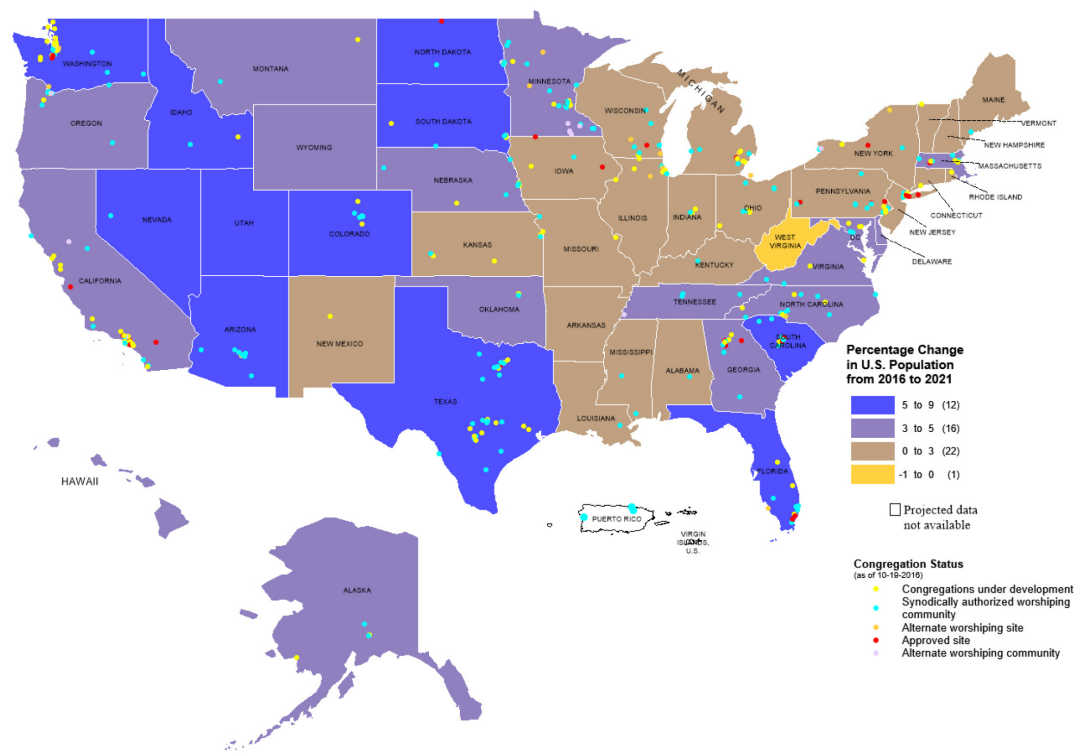 WASHINGTON
MONTANA
NORTH DAKOTA
MINNESOTA
MICHIGAN
MAINE
OREGON
IDAHO
WYOMING
SOUTH DAKOTA
WISCONSIN
VERMONT
NEW HAMPSHIRE
NEW YORK
MASSACHUSETTS
RHODE ISLAND
CONNECTICUT
NEW JERSEY
DELAWARE
NEBRASKA
IOWA
PENNSYLVANIA
NEVADA
UTAH
COLORADO
ILLINOIS
INDIANA
OHIO
WEST
VIRGINIA
DC
VIRGINIA
CALIFORNIA
KANSAS
MISSOURI
KENTUCKY
ARIZONA
NEW MEXICO
OKLAHOMA
ARKANSAS
TENNESSEE
NORTH CAROLINA
SOUTH
CAROLINA
TEXAS
LOUISIANA
MISSISSIPPI
ALABAMA
GEORGIA
FLORIDA
HAWAII
ALASKA
PUERTO RICO
VIRGIN
ISLANDS,
U.S.
Percentage Change
in U.S. Population
from 2016 to 2021
5 to 9 (12)
3 to 5 (16)
0 to 3 (22)
-1 to 0 (1)
Projected data
not available
Congregation Status
(as of 10-19-2016)
Congregations under development
Synodically authorized worshiping
community
Alternate worshiping site
Approved site
Alternate worshiping community